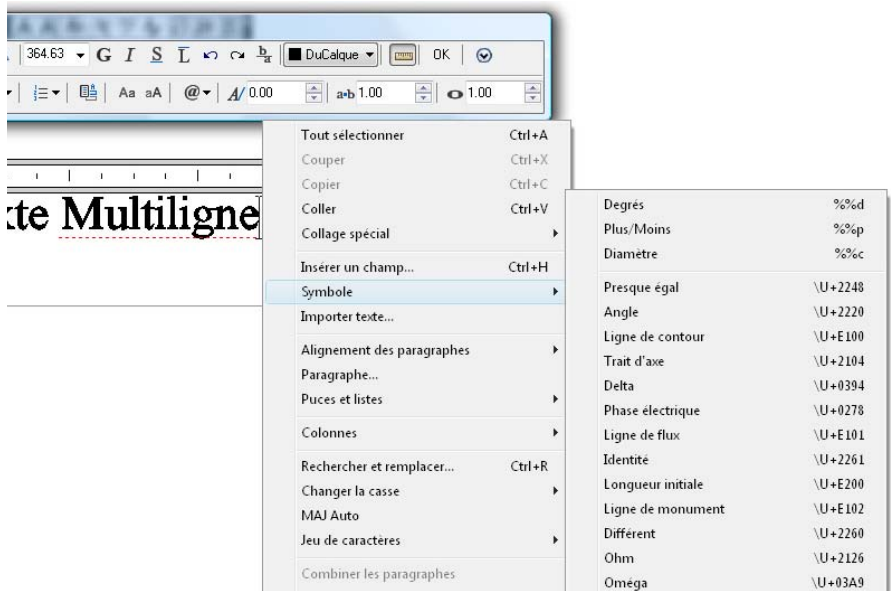 364.63 G I S L b/a DuCalque OK
Aa aA @ A/ 0.00 a•b 1.00 1.00
xte Multiligne
Tout sélectionner Ctrl+A
Couper Ctrl+X
Copier Ctrl+C
Coller Ctrl+V
Collage spécial
Insérer un champ... Ctrl+H
Symbole
Importer texte...
Alignement des paragraphes
Paragraphe...
Puces et listes
Colonnes
Rechercher et remplacer... Ctrl+R
Changer la casse
MAJ Auto
Jeu de caractères
Combiner les paragraphes
Degrés %%d
Plus/Moins %%p
Diamètre %%c
Presque égal \U+2248
Angle \U+2220
Ligne de contour \U+E100
Trait d'axe \U+2104
Delta \U+0394
Phase électrique \U+0278
Ligne de flux \U+E101
Identité \U+2261
Longueur initiale \U+E200
Ligne de monument \U+E102
Différent \U+2260
Ohm \U+2126
Oméga \U+03A9